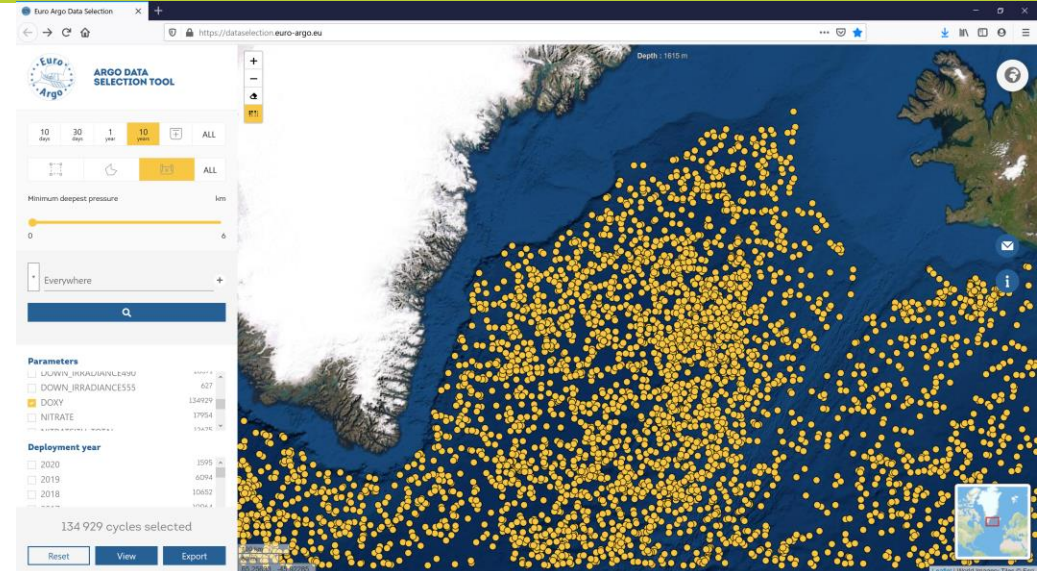 Euro Argo Data Selection
https://dataselection.euro-argo.eu
Euro
Argo
ARGO DATA
SELECTION TOOL
10 days
30 days
1 year
10 years
ALL
ALL
Minimum deepest pressure km
0 6
* Everywhere +
Parameters
DOWN_IRRADIANCE490
DOWN_IRRADIANCE555 627
DOXY 134929
NITRATE 17954
Deployment year
2020 1595
2019 6094
2018 10652
134 929 cycles selected
Reset View Export
+
−
Depth : 1615 m
i